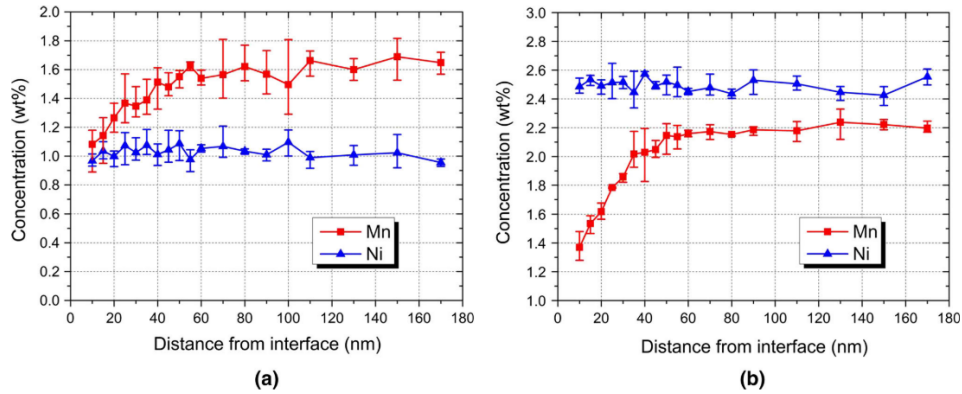 2.0
1.8
1.6
1.4
1.2
1.0
0.8
0.6
0.4
0.2
0.0
Concentration (wt%)
Mn
Ni
0 20 40 60 80 100 120 140 160 180
Distance from interface (nm)
(a)
3.0
2.8
2.6
2.4
2.2
2.0
1.8
1.6
1.4
1.2
1.0
Concentration (wt%)
Mn
Ni
0 20 40 60 80 100 120 140 160 180
Distance from interface (nm)
(b)